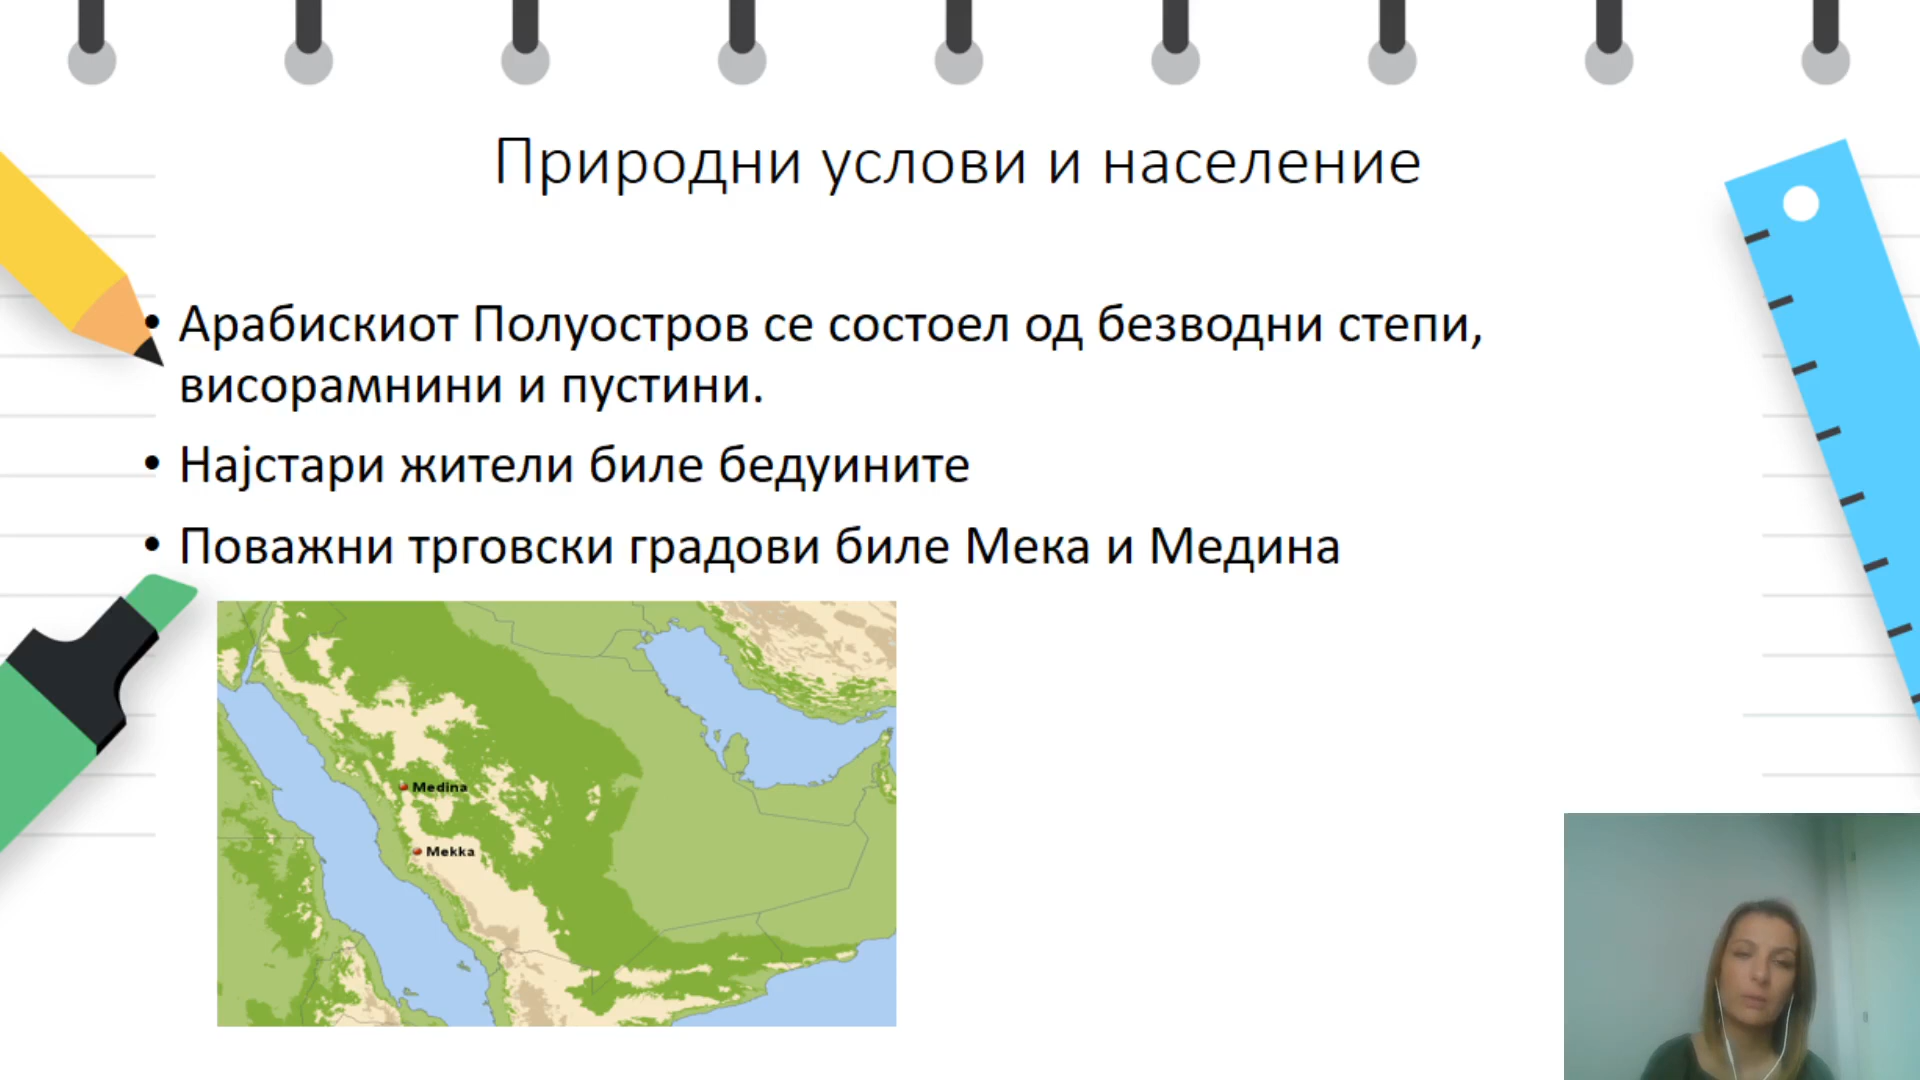 Природни услови и население
• Арабискиот Полуостров се состоел од безводни степи,
висорамнини и пустини.
• Најстари жители биле бедуините
• Поважни трговски градови биле Мека и Медина
Medina
Mekka